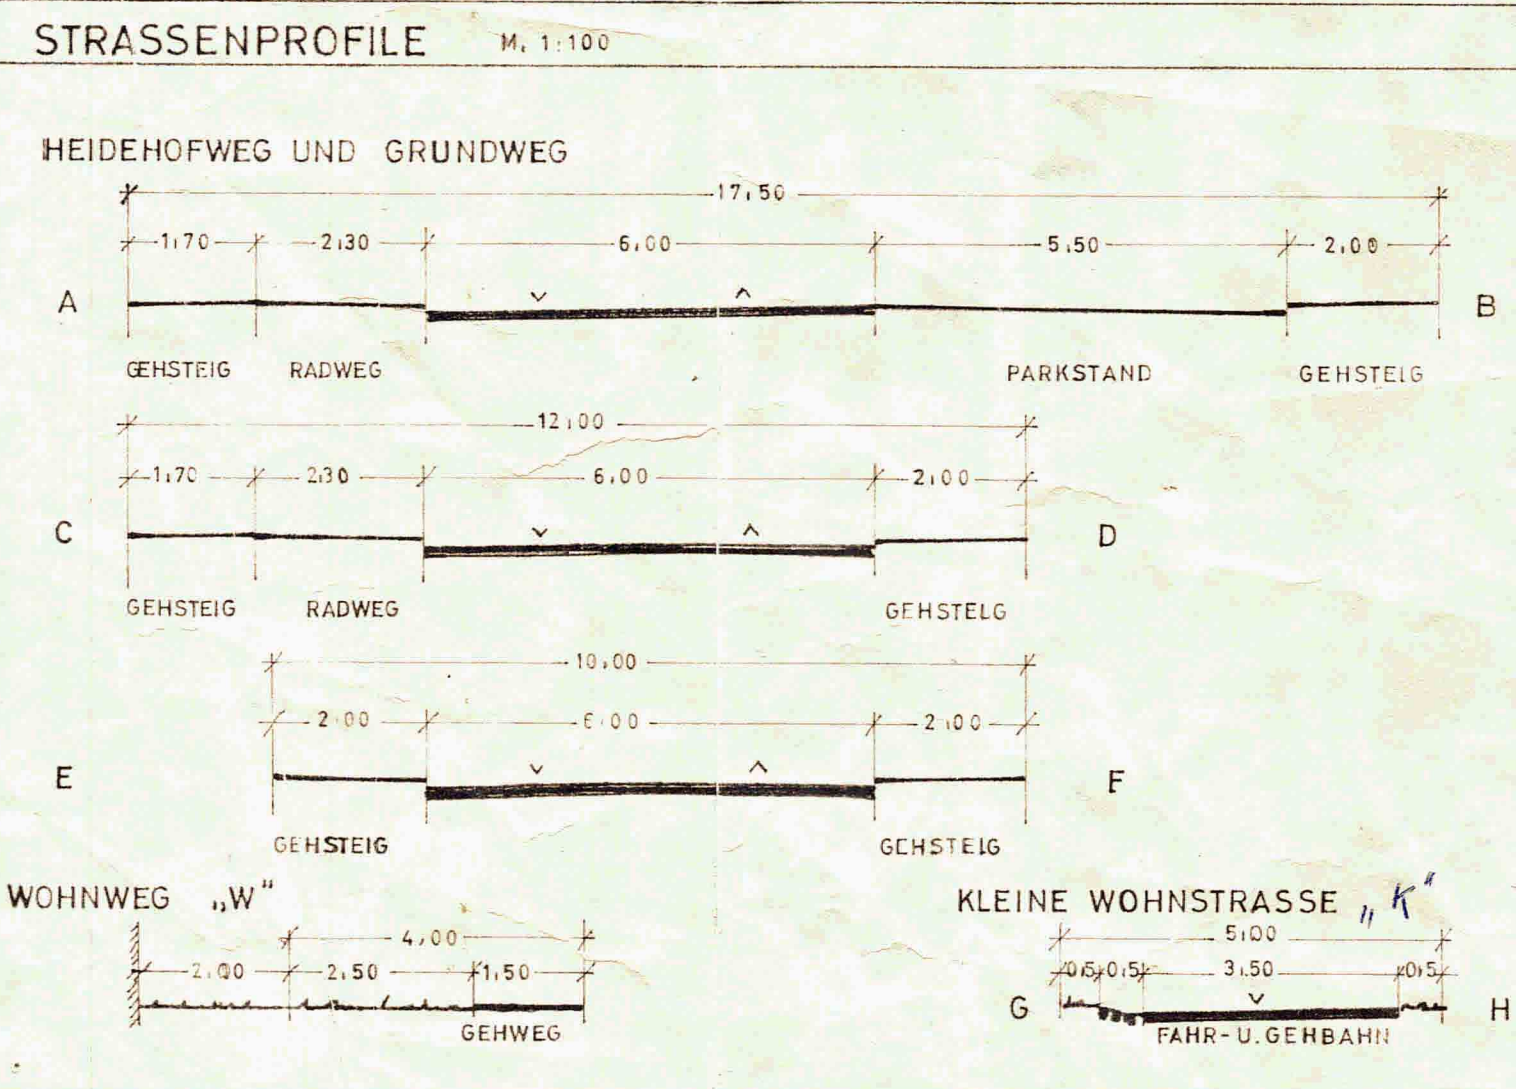 STRASSENPROFILE M. 1:100
HEIDEHOFWEG UND GRUNDWEG
17,50
1,70 2,30 6,00 5,50 2,00
A B
GEHSTEIG RADWEG PARKSTAND GEHSTEIG
12,00
1,70 2,30 6,00 2,00
C D
GEHSTEIG RADWEG GEHSTEIG
10,00
2,00 6,00 2,00
E F
GEHSTEIG GEHSTEIG
WOHNWEG „W“ KLEINE WOHNSTRASSE „K“
4,00 5,00
2,00 2,50 1,50 0,5 0,5 3,50 0,5
G H
GEHWEG FAHR- U. GEHBAHN